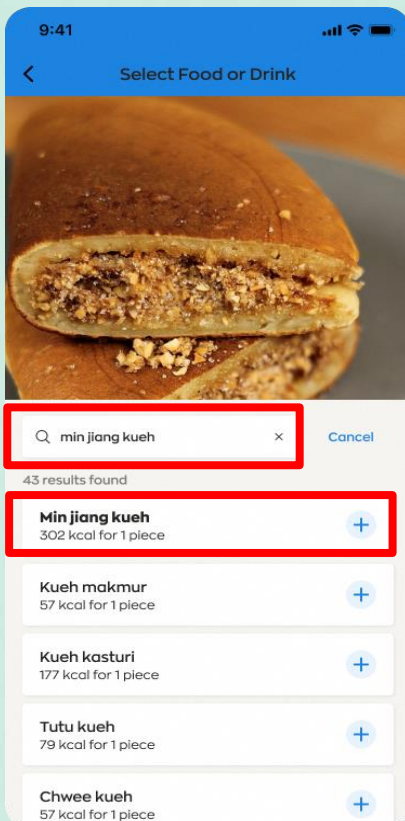 9:41
Select Food or Drink
min jiang kueh
Cancel
43 results found
Min jiang kueh
302 kcal for 1 piece
Kueh makmur
57 kcal for 1 piece
Kueh kasturi
177 kcal for 1 piece
Tutu kueh
79 kcal for 1 piece
Chwee kueh
57 kcal for 1 piece